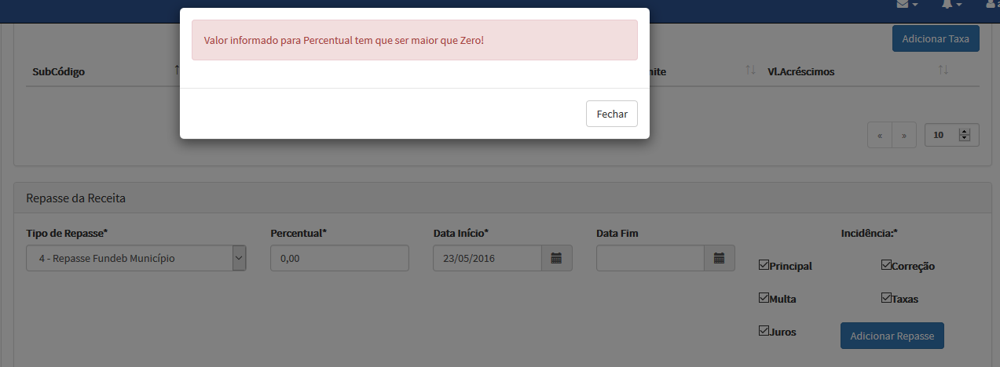 Valor informado para Percentual tem que ser maior que Zero!
Fechar
Adicionar Taxa
SubCódigo
Vl.Acréscimos
«
»
10
Repasse da Receita
Tipo de Repasse*
Percentual*
Data Início*
Data Fim
Incidência:*
4 - Repasse Fundeb Município
0,00
23/05/2016
Principal
Correção
Multa
Taxas
Juros
Adicionar Repasse